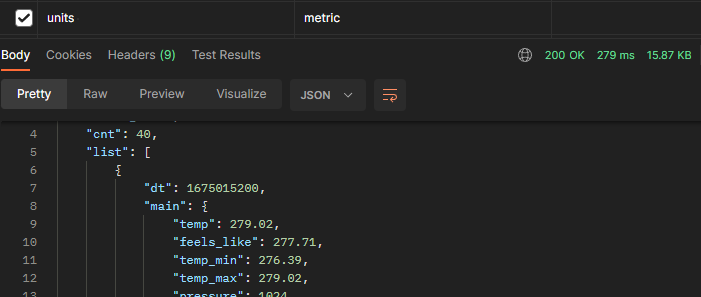 units metric
Body Cookies Headers (9) Test Results 200 OK 279 ms 15.87 KB
Pretty Raw Preview Visualize JSON
4 "cnt": 40,
5 "list": [
6 {
7 "dt": 1675015200,
8 "main": {
9 "temp": 279.02,
10 "feels_like": 277.71,
11 "temp_min": 276.39,
12 "temp_max": 279.02,
13 "pressure": 1024,